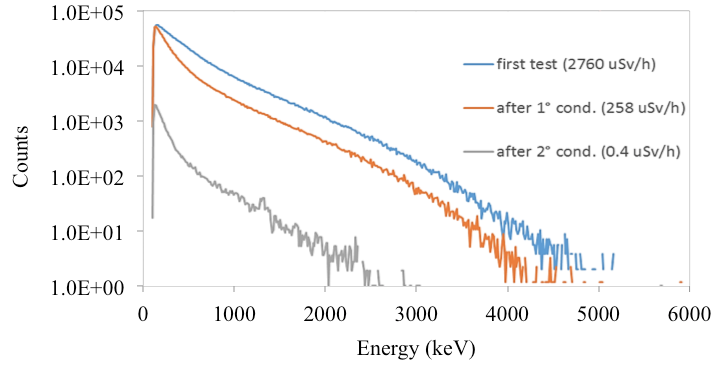 1.0E+05
1.0E+04
1.0E+03
1.0E+02
1.0E+01
1.0E+00
Counts
first test (2760 uSv/h)
after 1° cond. (258 uSv/h)
after 2° cond. (0.4 uSv/h)
0 1000 2000 3000 4000 5000 6000
Energy (keV)